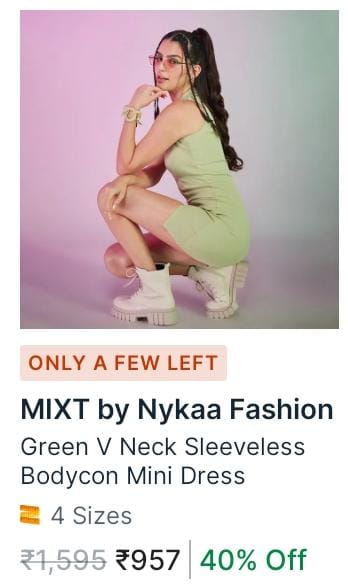 ONLY A FEW LEFT
MIXT by Nykaa Fashion
Green V Neck Sleeveless
Bodycon Mini Dress
4 Sizes
₹1,595 ₹957 40% Off